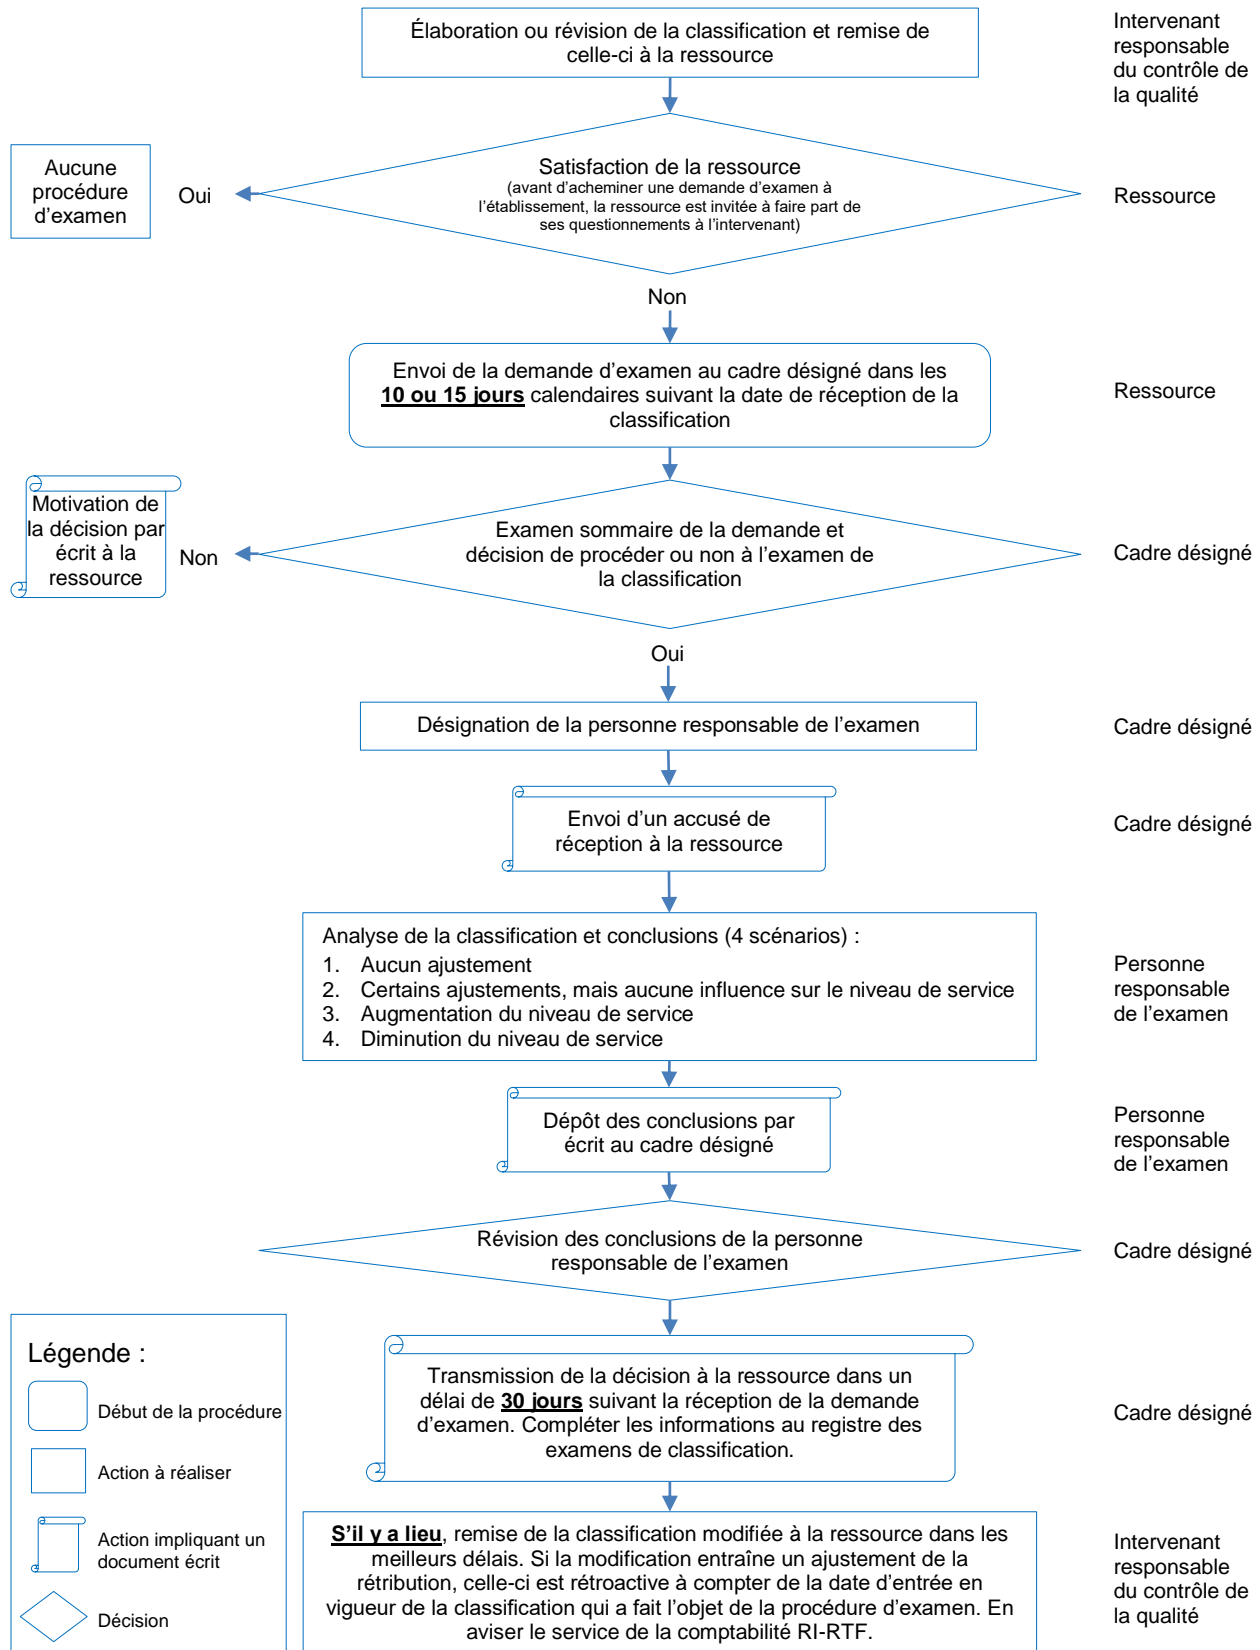 Élaboration ou révision de la classification et remise de
celle-ci à la ressource
Intervenant
responsable
du contrôle de
la qualité
Satisfaction de la ressource
(avant d’acheminer une demande d’examen à
l’établissement, la ressource est invitée à faire part de
ses questionnements à l’intervenant)
Aucune
procédure
d’examen
Oui
Ressource
Non
Envoi de la demande d’examen au cadre désigné dans les
10 ou 15 jours calendaires suivant la date de réception de la
classification
Ressource
Motivation de
la décision par
écrit à la
ressource
Non
Examen sommaire de la demande et
décision de procéder ou non à l’examen de
la classification
Cadre désigné
Oui
Désignation de la personne responsable de l’examen
Cadre désigné
Envoi d’un accusé de
réception à la ressource
Cadre désigné
Analyse de la classification et conclusions (4 scénarios) :
1. Aucun ajustement
2. Certains ajustements, mais aucune influence sur le niveau de service
3. Augmentation du niveau de service
4. Diminution du niveau de service
Personne
responsable
de l’examen
Dépôt des conclusions par
écrit au cadre désigné
Personne
responsable
de l’examen
Révision des conclusions de la personne
responsable de l’examen
Cadre désigné
Transmission de la décision à la ressource dans un
délai de 30 jours suivant la réception de la demande
d’examen. Compléter les informations au registre des
examens de classification.
Cadre désigné
S’il y a lieu, remise de la classification modifiée à la ressource dans les
meilleurs délais. Si la modification entraîne un ajustement de la
rétribution, celle-ci est rétroactive à compter de la date d’entrée en
vigueur de la classification qui a fait l’objet de la procédure d’examen. En
aviser le service de la comptabilité RI-RTF.
Intervenant
responsable
du contrôle de
la qualité
Légende :
Début de la procédure
Action à réaliser
Action impliquant un
document écrit
Décision